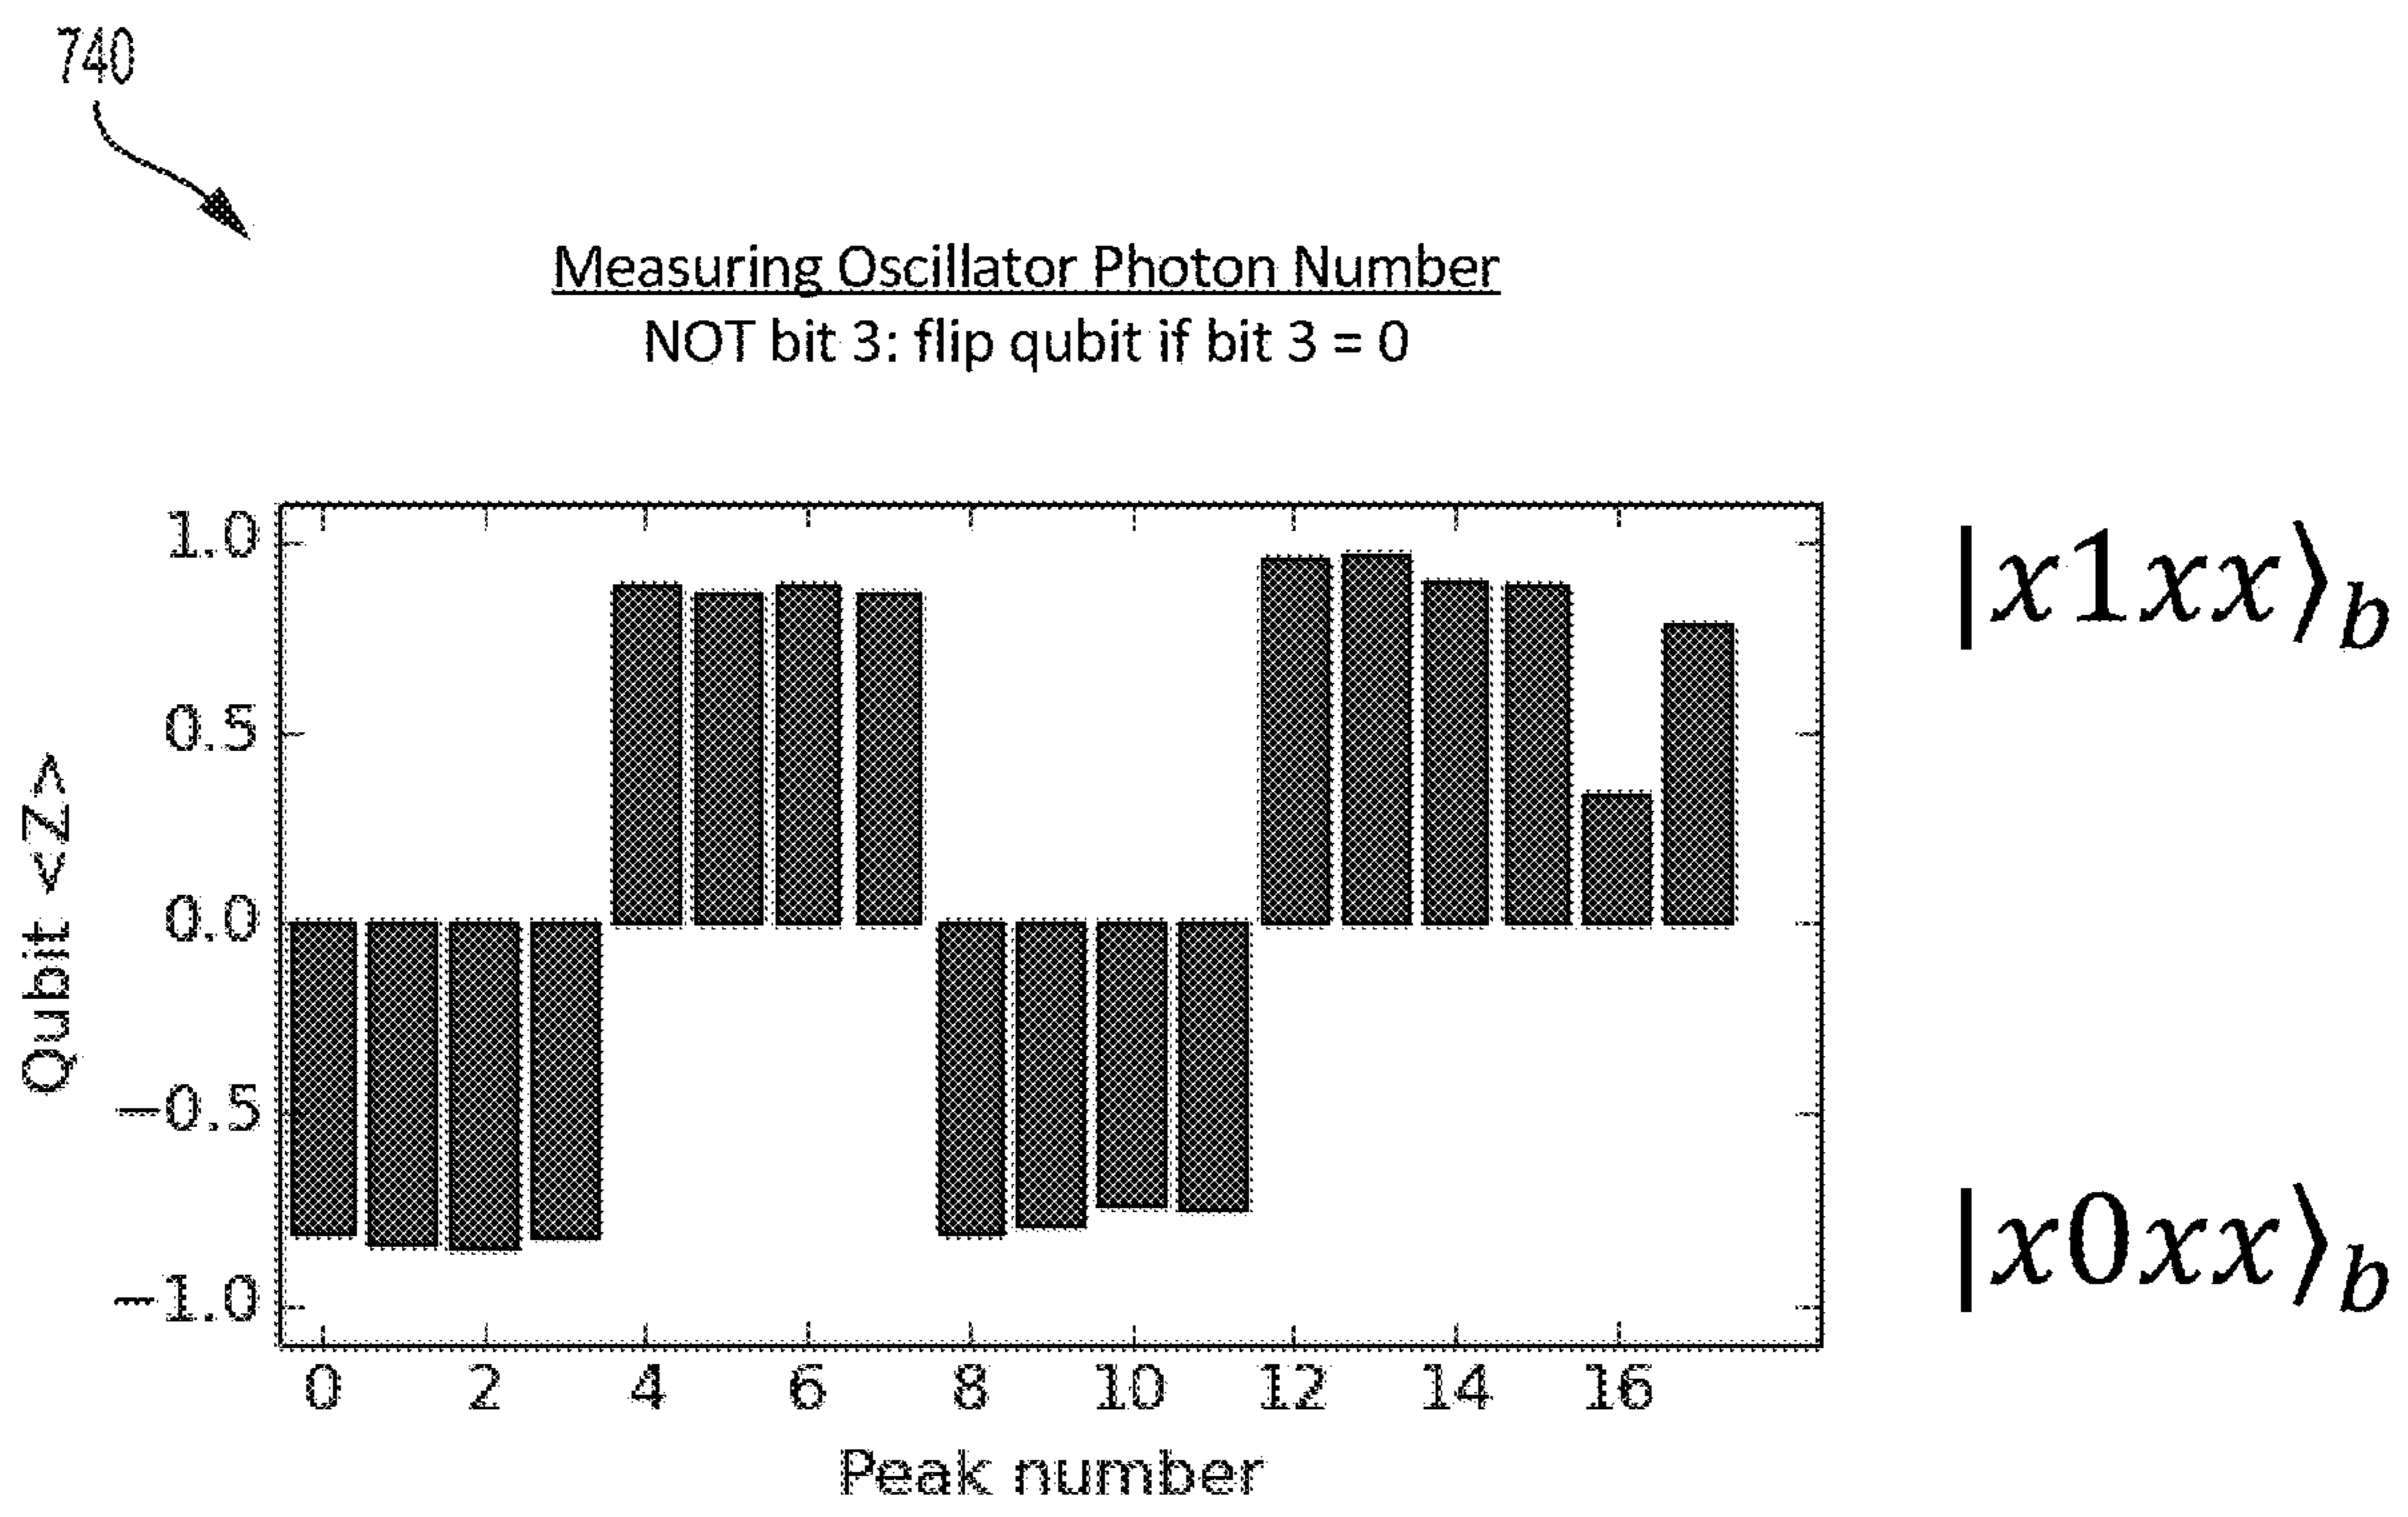 740
Measuring Oscillator Photon Number
NOT bit 3: flip qubit if bit 3 = 0
1.0
0.5
0.0
−0.5
−1.0
Qubit <Z>
0 2 4 6 8 10 12 14 16
Peak number
|x1xx⟩b
|x0xx⟩b